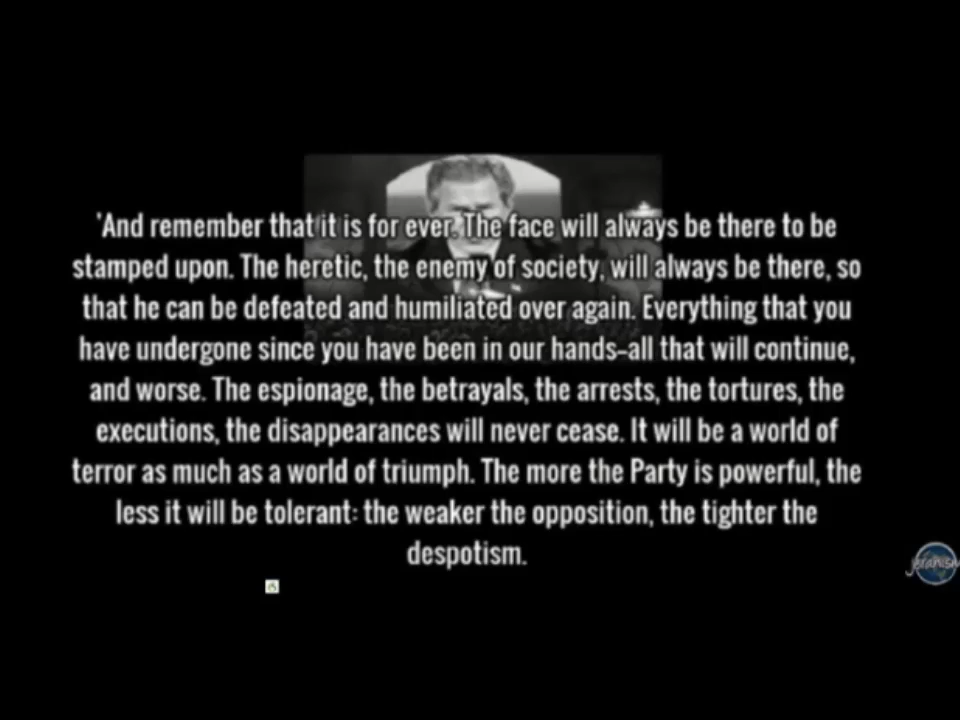 'And remember that it is for ever. The face will always be there to be
stamped upon. The heretic, the enemy of society, will always be there, so
that he can be defeated and humiliated over again. Everything that you
have undergone since you have been in our hands-all that will continue,
and worse. The espionage, the betrayals, the arrests, the tortures, the
executions, the disappearances will never cease. It will be a world of
terror as much as a world of triumph. The more the Party is powerful, the
less it will be tolerant: the weaker the opposition, the tighter the
despotism.